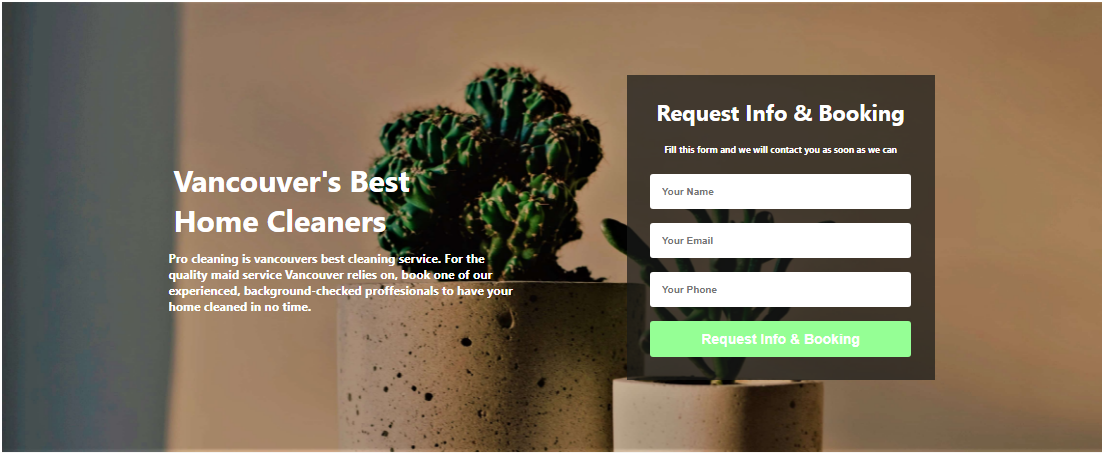 Vancouver's Best
Home Cleaners
Pro cleaning is vancouvers best cleaning service. For the
quality maid service Vancouver relies on, book one of our
experienced, background-checked proffesionals to have your
home cleaned in no time.
Request Info & Booking
Fill this form and we will contact you as soon as we can
Your Name
Your Email
Your Phone
Request Info & Booking